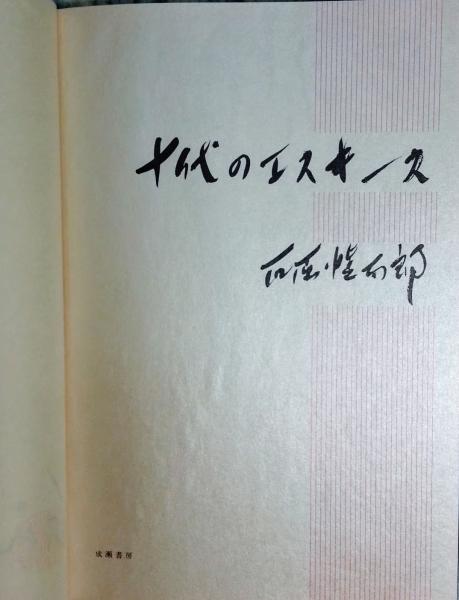 十代のエスキース
石原慎太郎
成瀬書房